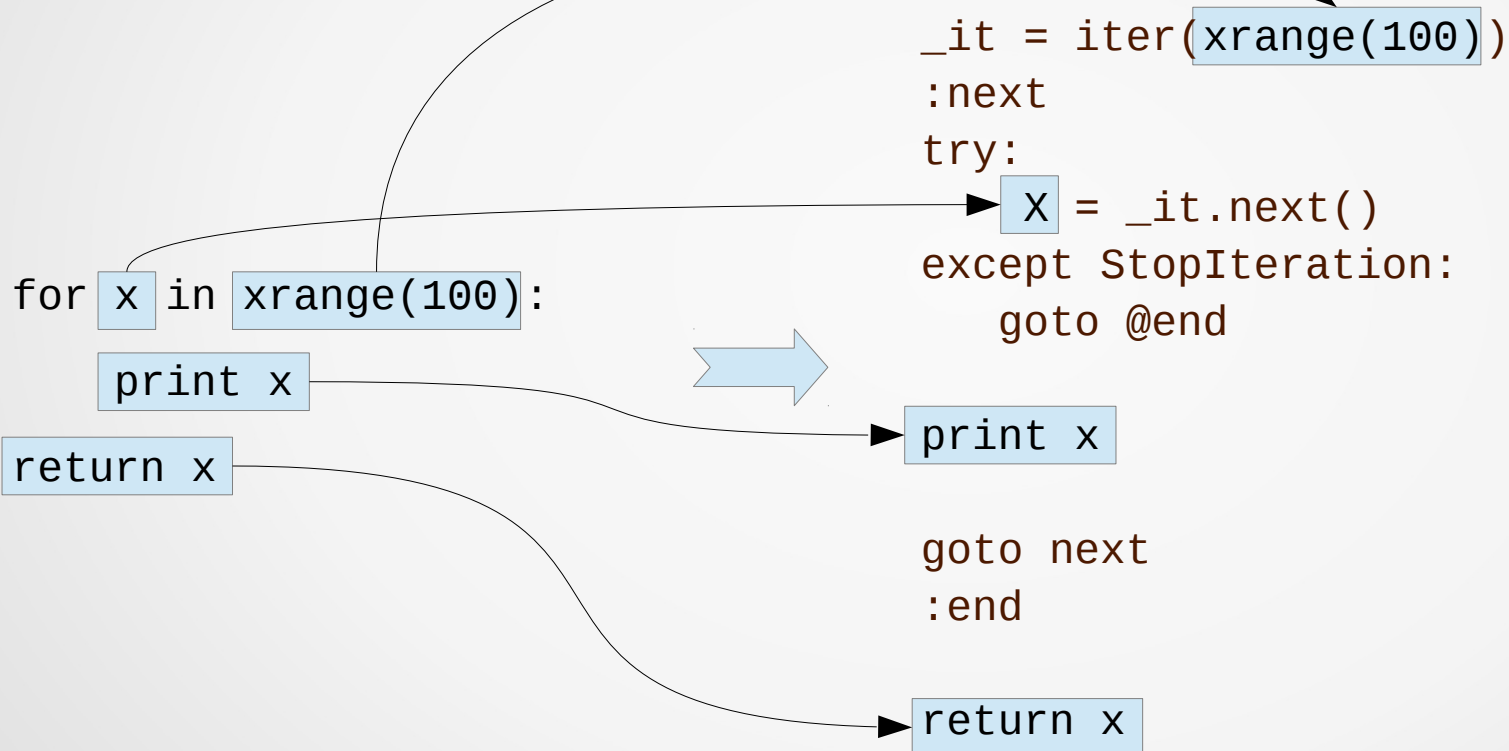 for x in xrange(100):
print x
return x
_it = iter(xrange(100))
:next
try:
x = _it.next()
except StopIteration:
goto @end
print x
goto next
:end
return x